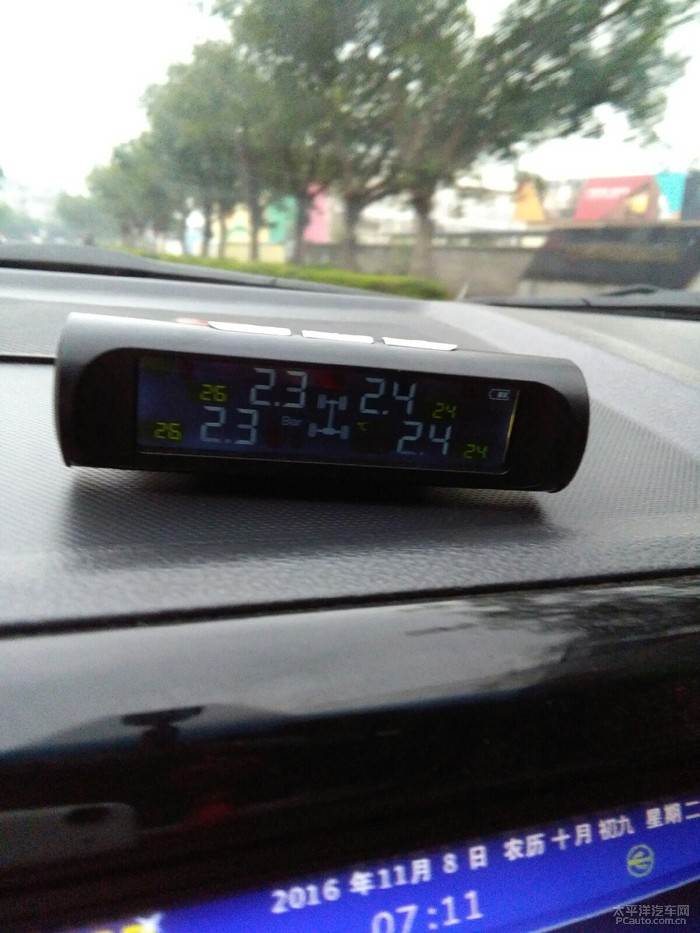 26 2.3 2.4 24
26 2.3 Bar ℃ 2.4 24
2016 年11月 8 日 农历 十月 初九 星期二
07:11
太平洋汽车网
PCauto.com.cn